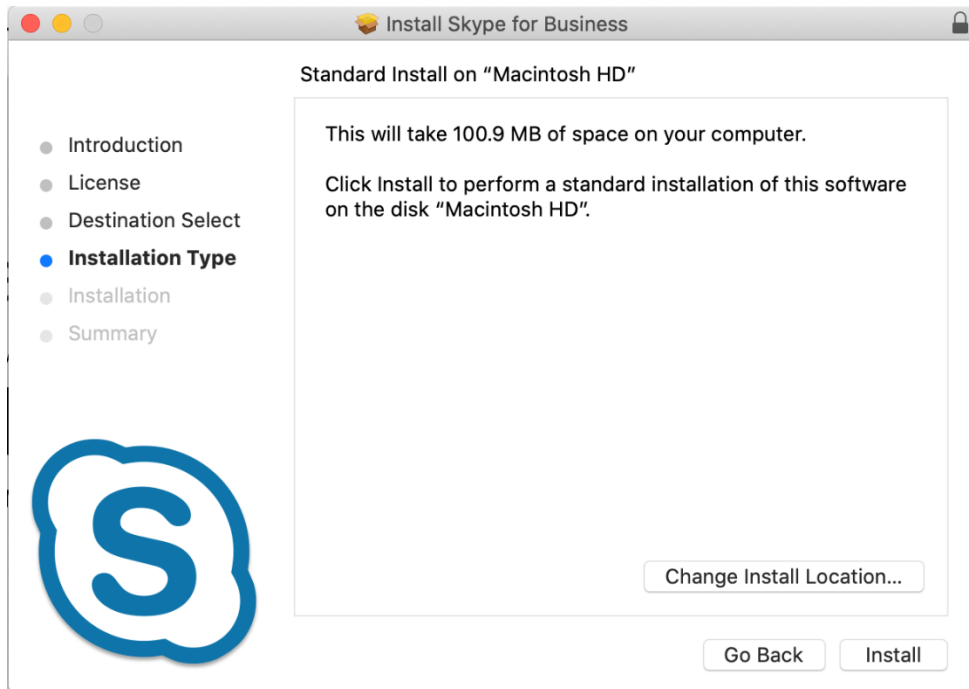 Install Skype for Business
Standard Install on “Macintosh HD”
Introduction
License
Destination Select
Installation Type
Installation
Summary
This will take 100.9 MB of space on your computer.
Click Install to perform a standard installation of this software
on the disk “Macintosh HD”.
S
Change Install Location...
Go Back
Install